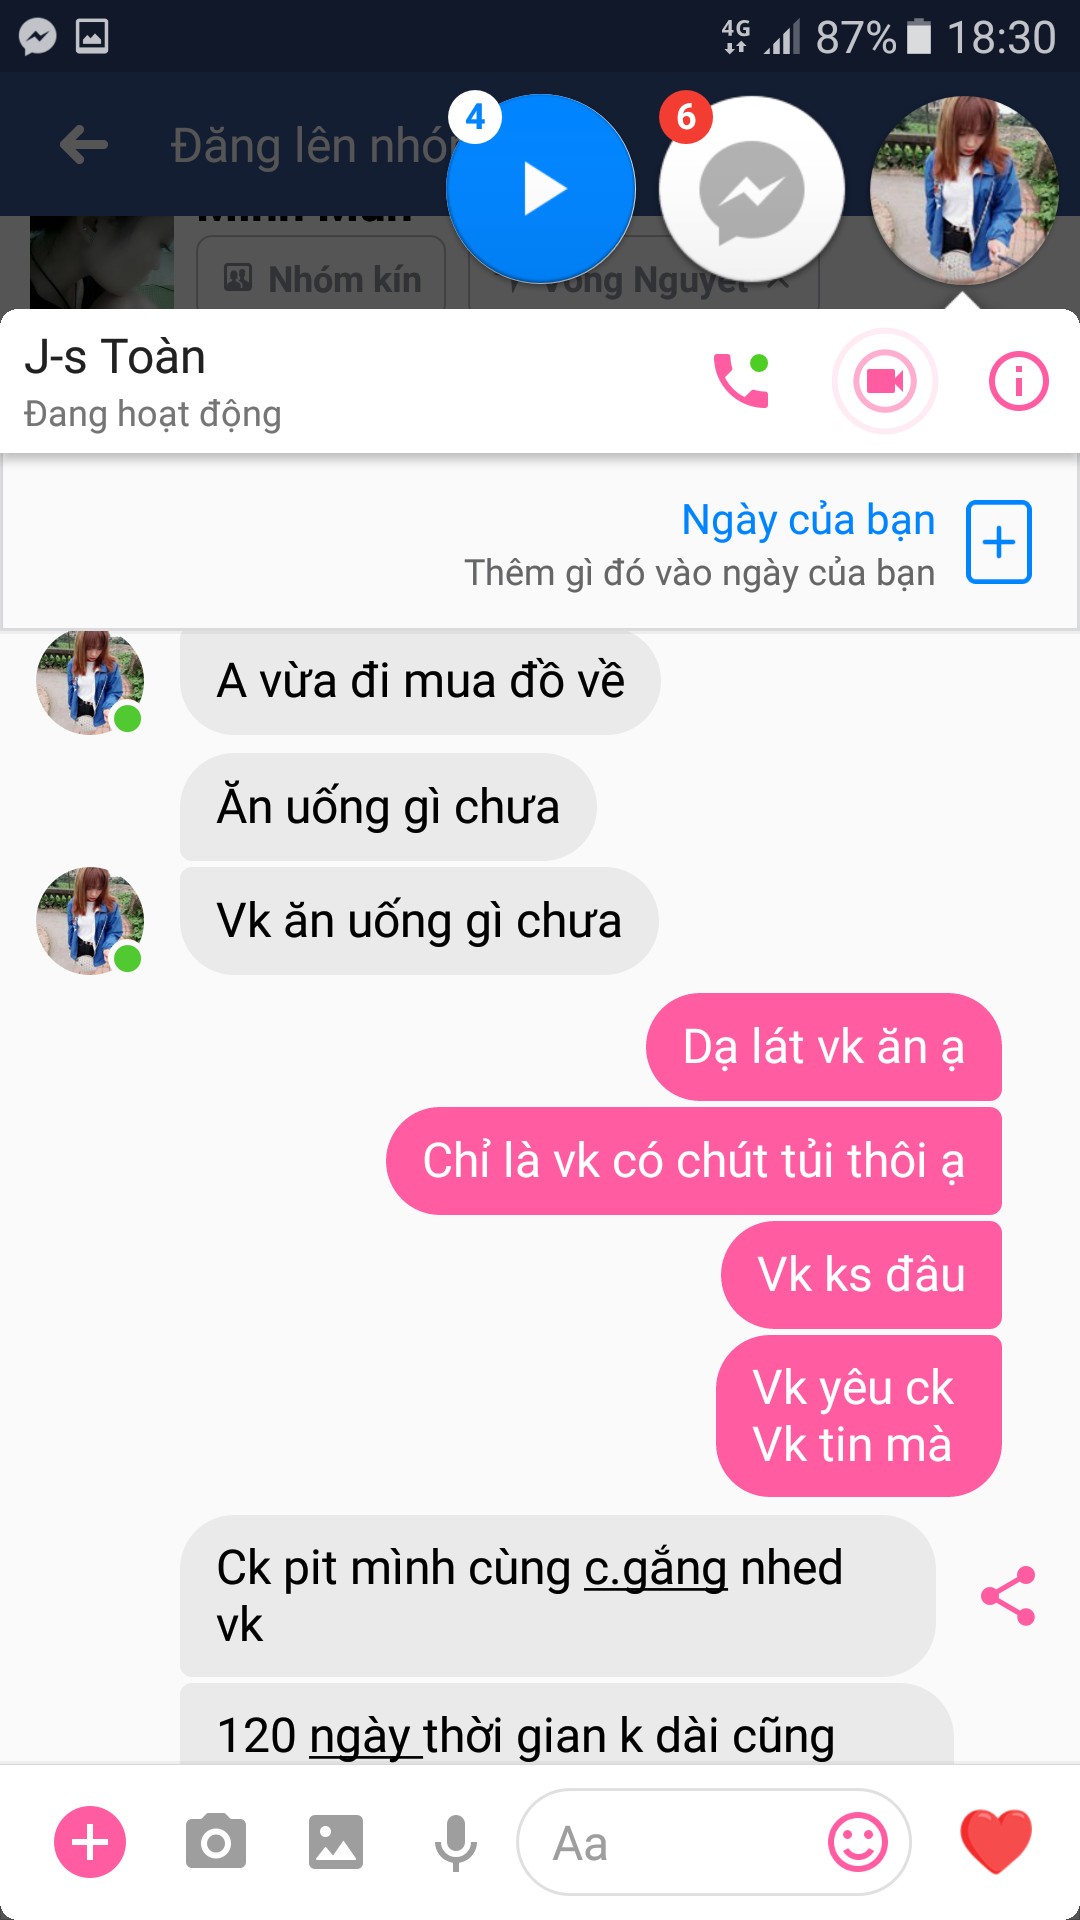 4G 87% 18:30
4
6
Đăng lên nhó
Minh Mẫn
Nhóm kín
Vọng Nguyệt
J-s Toàn
Đang hoạt động
Ngày của bạn
Thêm gì đó vào ngày của bạn
A vừa đi mua đồ về
Ăn uống gì chưa
Vk ăn uống gì chưa
Dạ lát vk ăn ạ
Chỉ là vk có chút tủi thôi ạ
Vk ks đâu
Vk yêu ck
Vk tin mà
Ck pit mình cùng c.gắng nhed
vk
120 ngày thời gian k dài cũng
Aa